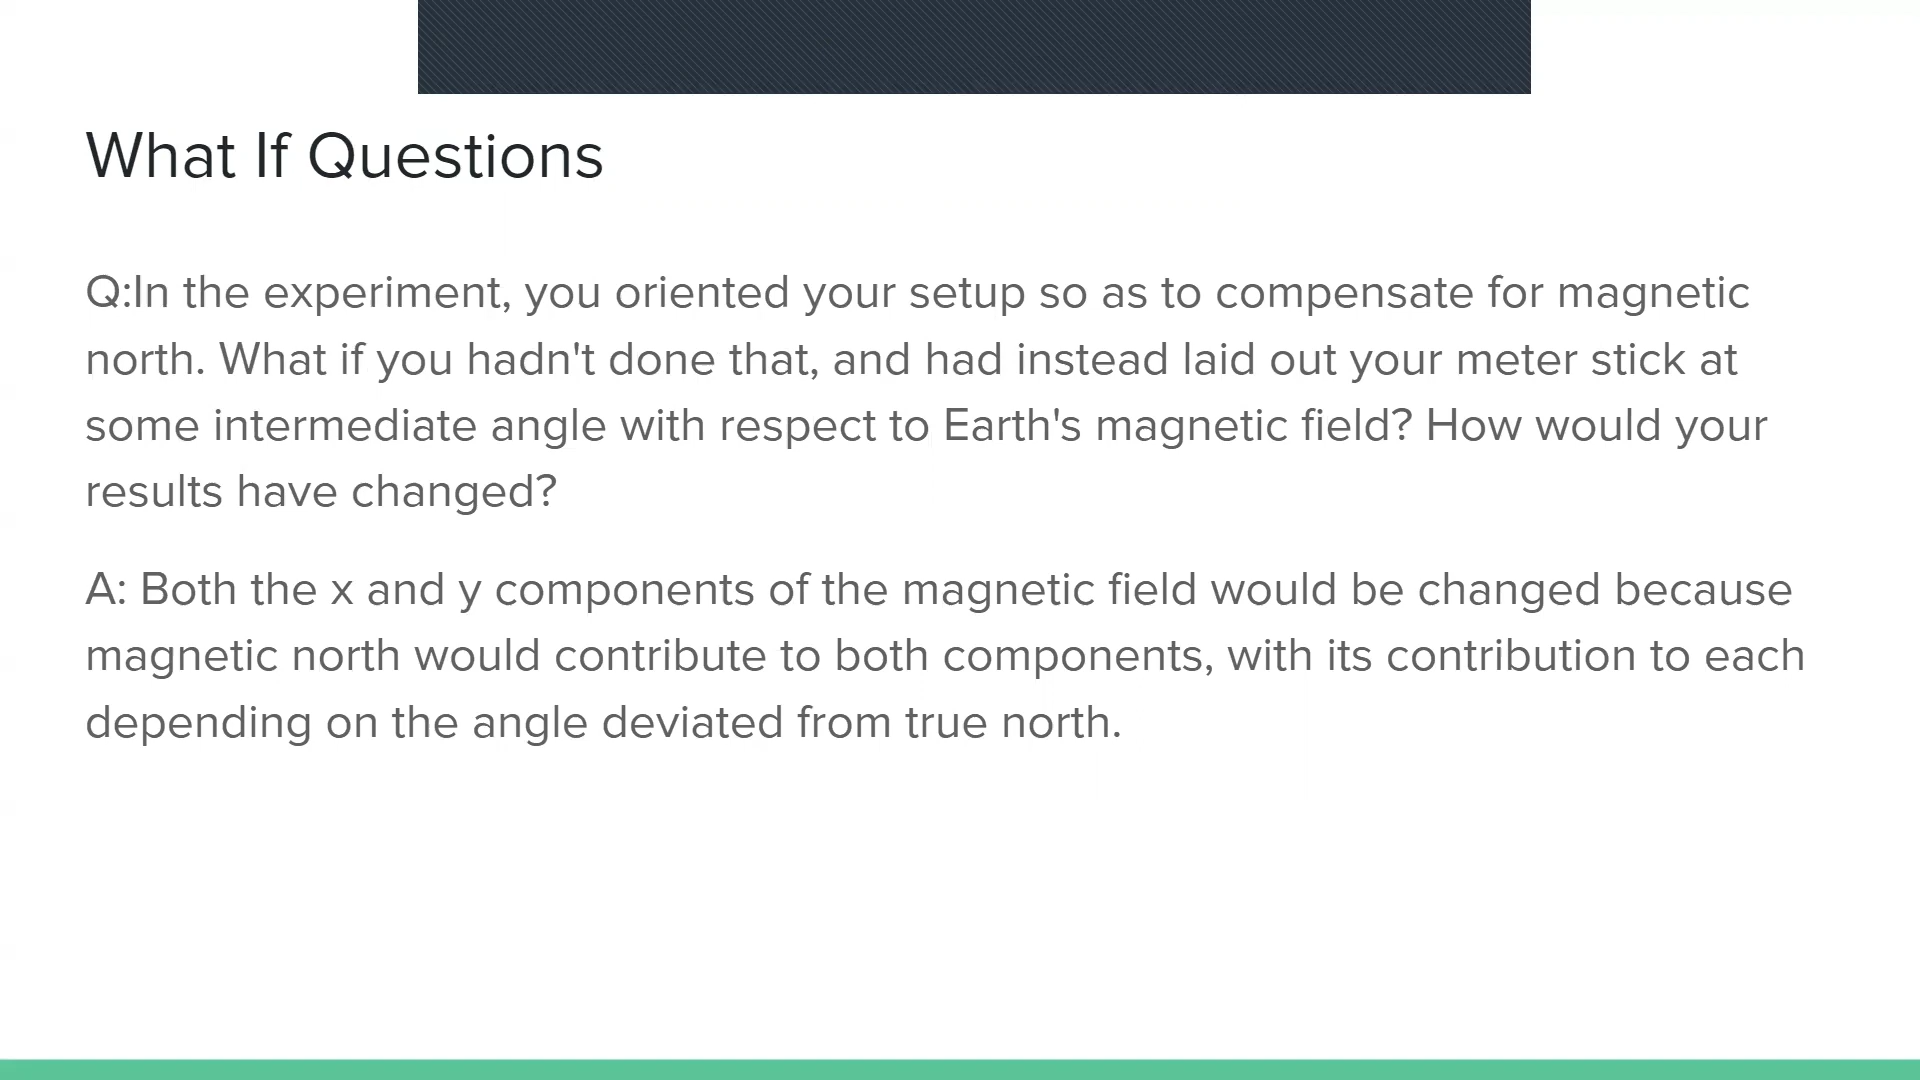 What If Questions
Q:In the experiment, you oriented your setup so as to compensate for magnetic
north. What if you hadn't done that, and had instead laid out your meter stick at
some intermediate angle with respect to Earth's magnetic field? How would your
results have changed?
A: Both the x and y components of the magnetic field would be changed because
magnetic north would contribute to both components, with its contribution to each
depending on the angle deviated from true north.